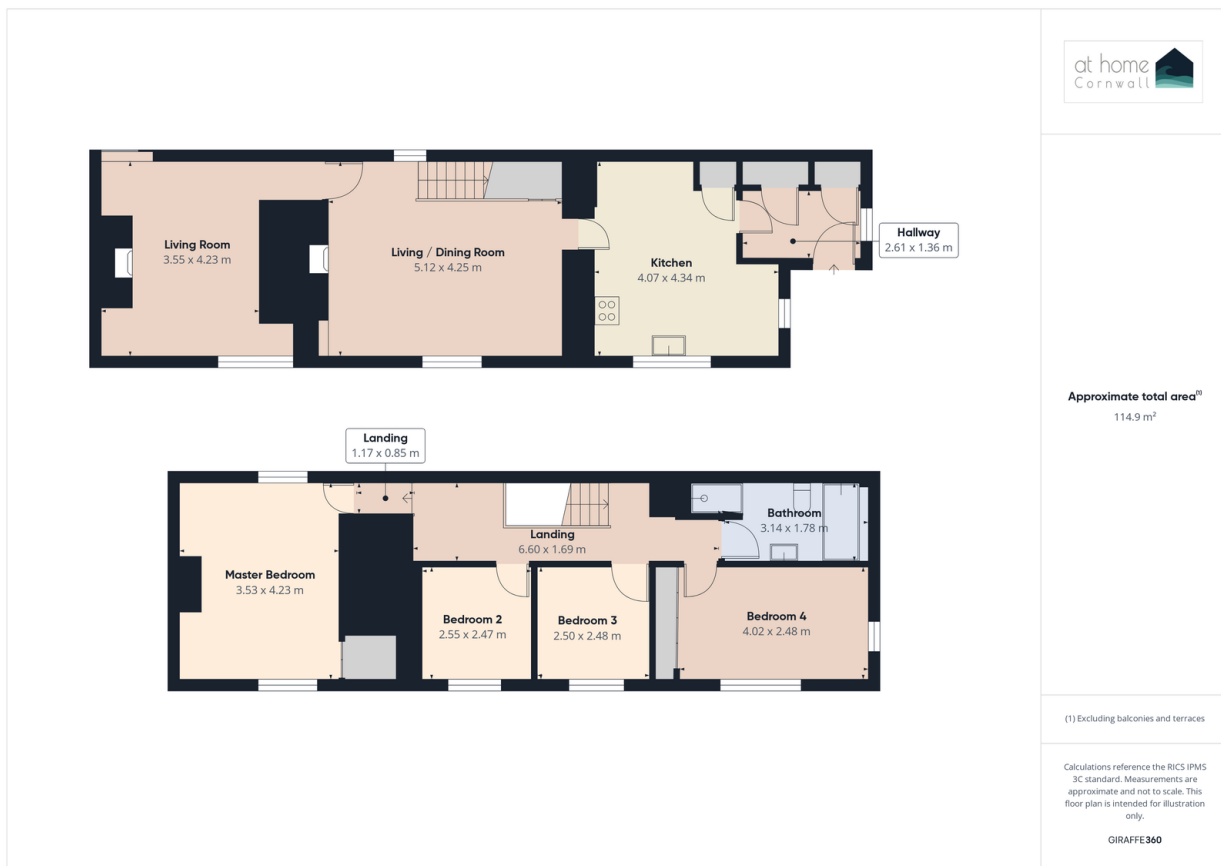 at home
Cornwall
Living Room
3.55 x 4.23 m
Living / Dining Room
5.12 x 4.25 m
Kitchen
4.07 x 4.34 m
Hallway
2.61 x 1.36 m
Approximate total area(1)
114.9 m²
Landing
1.17 x 0.85 m
Landing
6.60 x 1.69 m
Bathroom
3.14 x 1.78 m
Master Bedroom
3.53 x 4.23 m
Bedroom 2
2.55 x 2.47 m
Bedroom 3
2.50 x 2.48 m
Bedroom 4
4.02 x 2.48 m
(1) Excluding balconies and terraces
Calculations reference the RICS IPMS
3C standard. Measurements are
approximate and not to scale. This
floor plan is intended for illustration
only.
GIRAFFE360